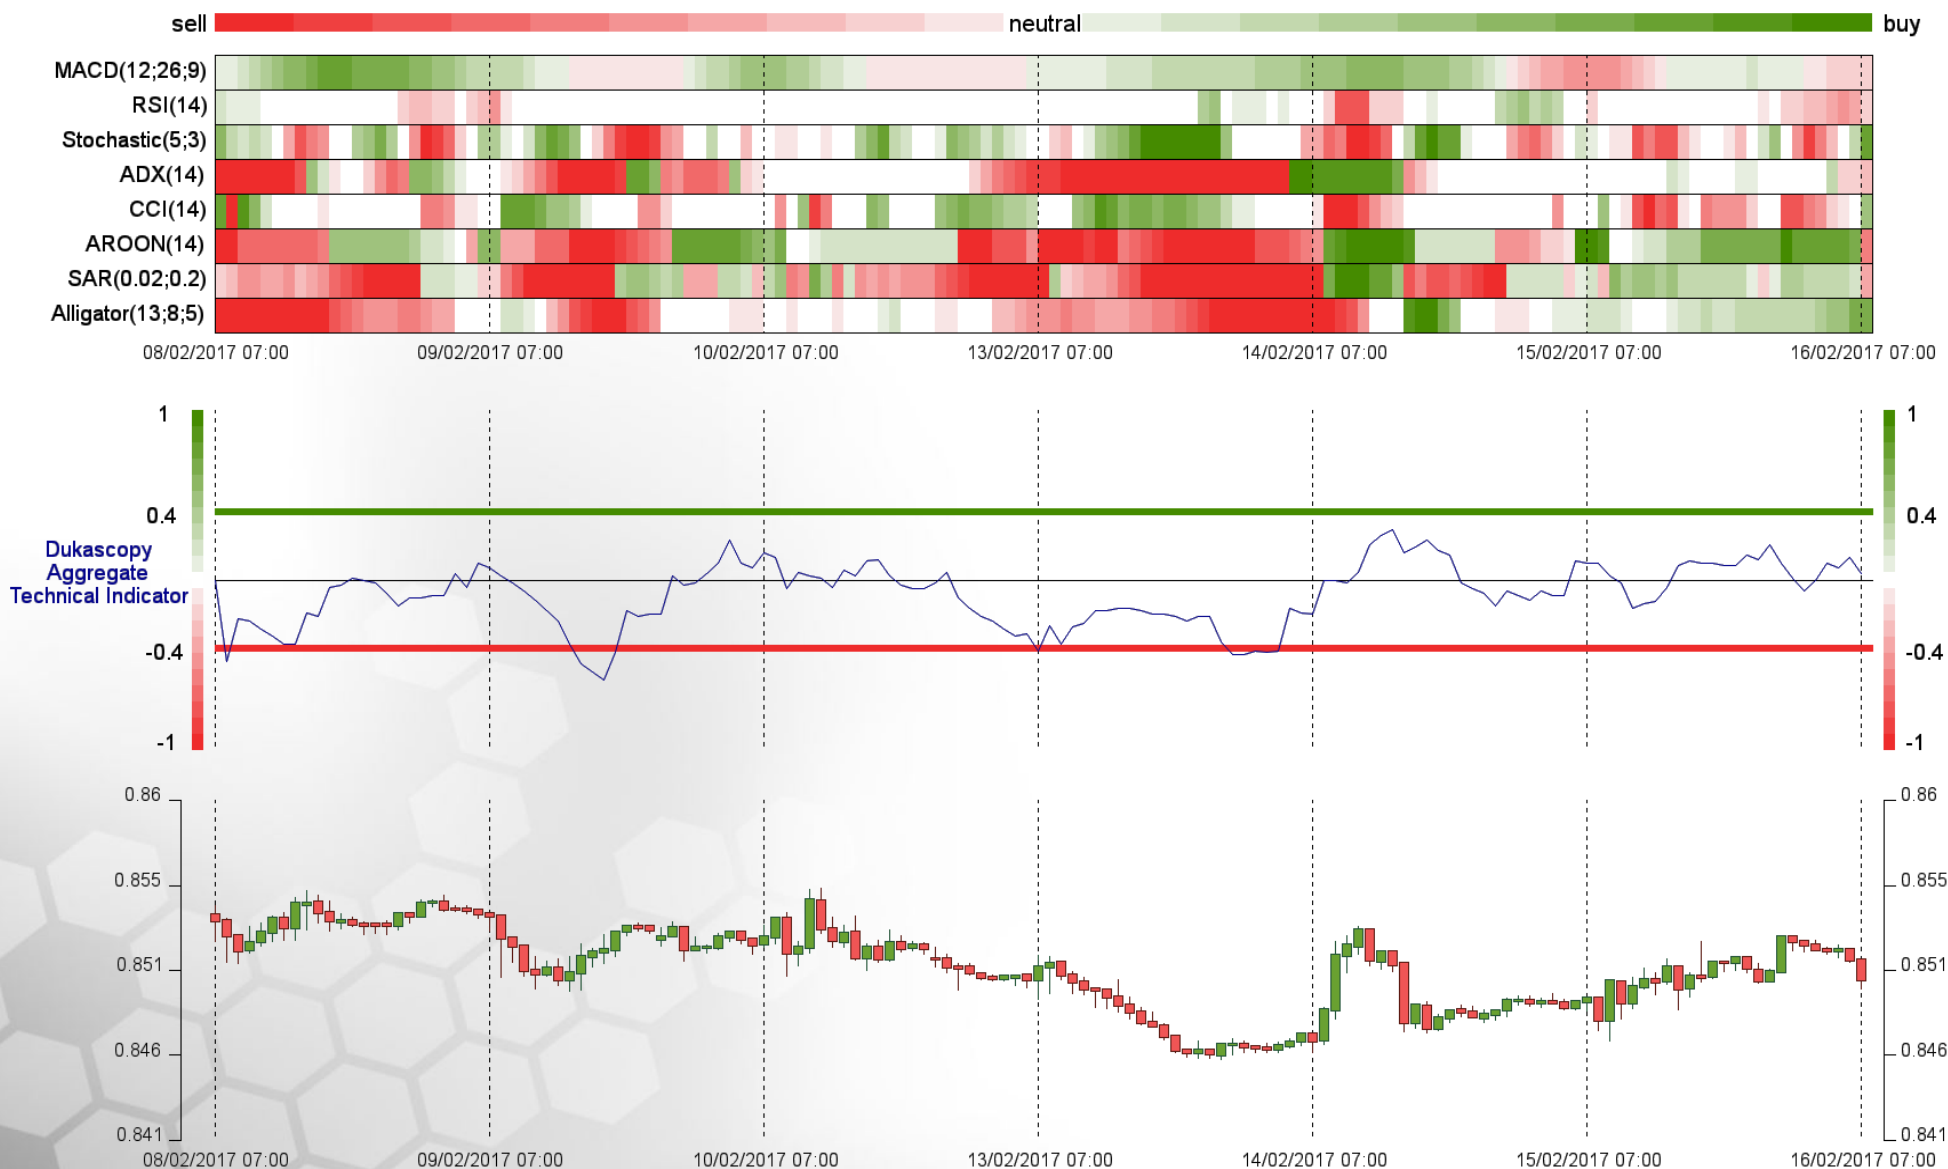 sell neutral buy
MACD(12;26;9)
RSI(14)
Stochastic(5;3)
ADX(14)
CCI(14)
AROON(14)
SAR(0.02;0.2)
Alligator(13;8;5)
08/02/2017 07:00 09/02/2017 07:00 10/02/2017 07:00 13/02/2017 07:00 14/02/2017 07:00 15/02/2017 07:00 16/02/2017 07:00
1 1
0.4 0.4
Dukascopy
Aggregate
Technical Indicator
-0.4 -0.4
-1 -1
0.86 0.86
0.855 0.855
0.851 0.851
0.846 0.846
0.841 0.841
08/02/2017 07:00 09/02/2017 07:00 10/02/2017 07:00 13/02/2017 07:00 14/02/2017 07:00 15/02/2017 07:00 16/02/2017 07:00